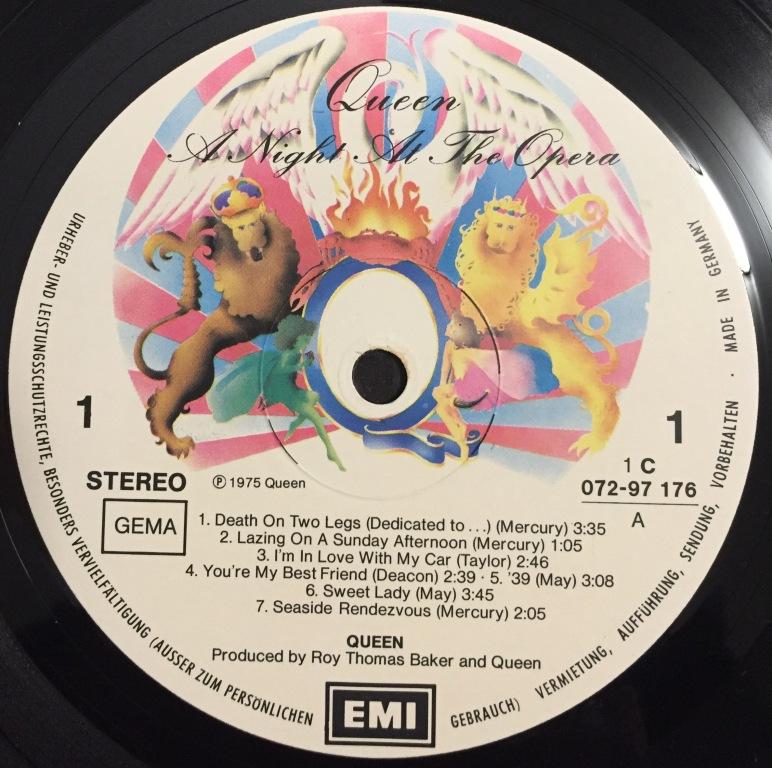 Queen
A Night At The Opera
1
1
STEREO
GEMA
℗ 1975 Queen
1 C
072-97 176
A
1. Death On Two Legs (Dedicated to...) (Mercury) 3:35
2. Lazing On A Sunday Afternoon (Mercury) 1:05
3. I'm In Love With My Car (Taylor) 2:46
4. You're My Best Friend (Deacon) 2:39 · 5. '39 (May) 3:08
6. Sweet Lady (May) 3:45
7. Seaside Rendezvous (Mercury) 2:05
QUEEN
Produced by Roy Thomas Baker and Queen
EMI
URHEBER- UND LEISTUNGSSCHUTZRECHTE, BESONDERS VERVIELFÄLTIGUNG (AUSSER ZUM PERSÖNLICHEN GEBRAUCH) VERMIETUNG, AUFFÜHRUNG, SENDUNG, VORBEHALTEN · MADE IN GERMANY